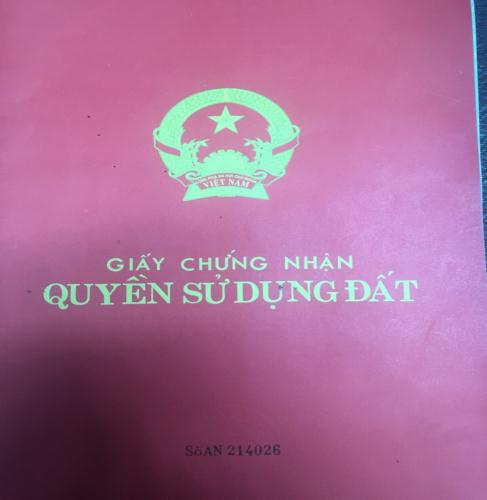 VIỆT NAM
GIẤY CHỨNG NHẬN
QUYỀN SỬ DỤNG ĐẤT
Số AN 214026